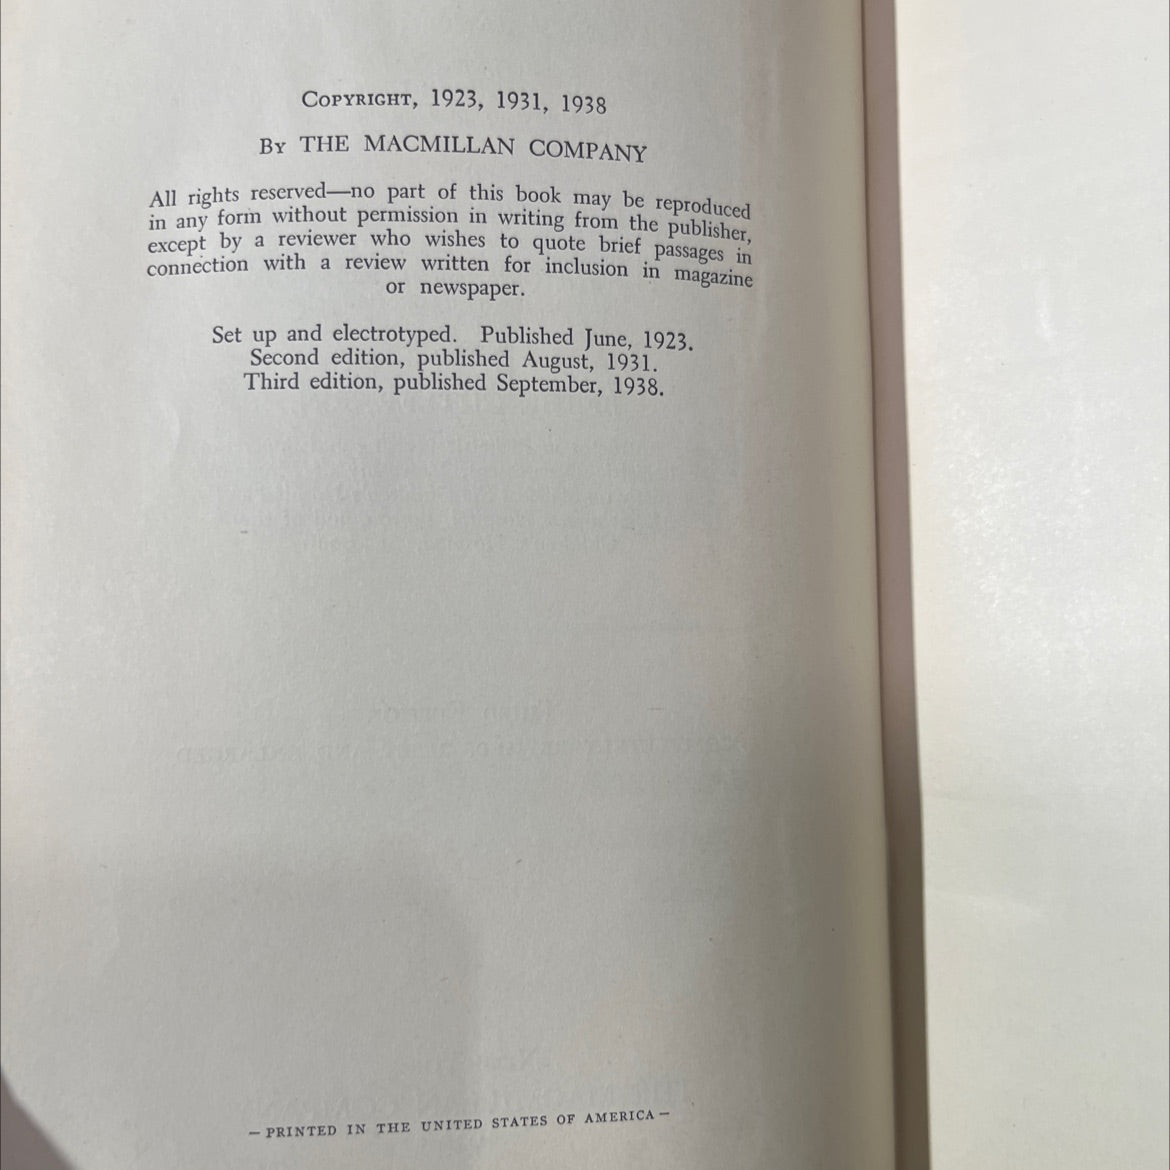 Copyright, 1923, 1931, 1938
By THE MACMILLAN COMPANY
All rights reserved—no part of this book may be reproduced
in any form without permission in writing from the publisher,
except by a reviewer who wishes to quote brief passages in
connection with a review written for inclusion in magazine
or newspaper.
Set up and electrotyped. Published June, 1923.
Second edition, published August, 1931.
Third edition, published September, 1938.
— PRINTED IN THE UNITED STATES OF AMERICA —